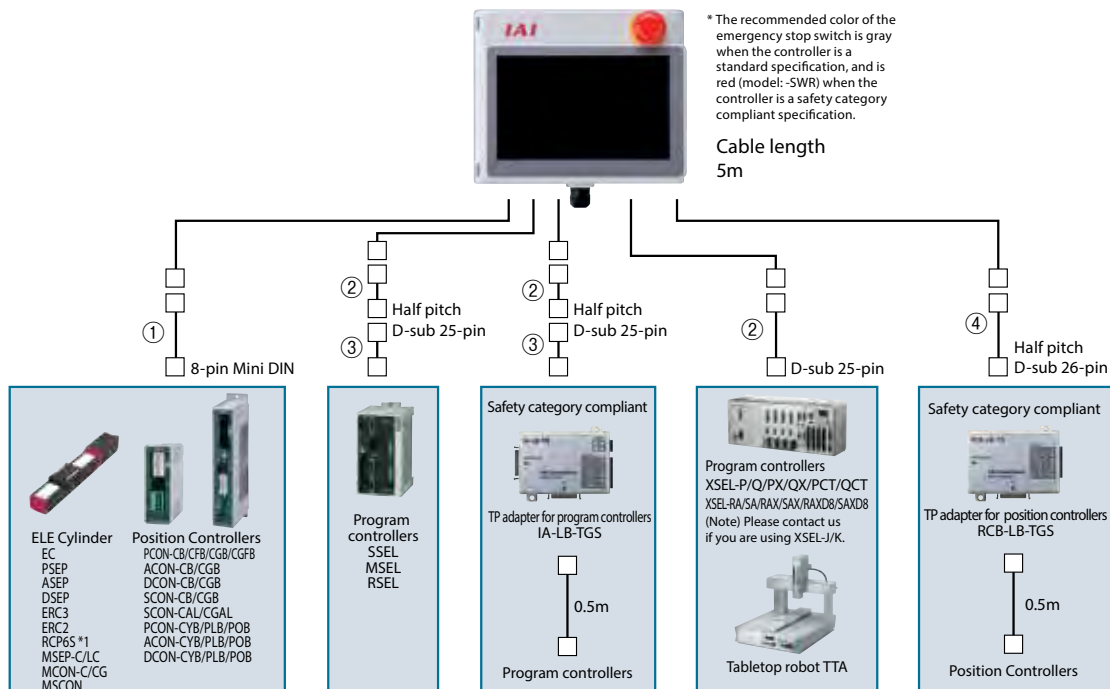 IAI
* The recommended color of the
emergency stop switch is gray
when the controller is a
standard specification, and is
red (model: -SWR) when the
controller is a safety category
compliant specification.
Cable length
5m
①
8-pin Mini DIN
②
Half pitch
D-sub 25-pin
③
②
Half pitch
D-sub 25-pin
③
②
D-sub 25-pin
④
Half pitch
D-sub 26-pin
ELE Cylinder
EC
PSEP
ASEP
DSEP
ERC3
ERC2
RCP6S *1
MSEP-C/LC
MCON-C/CG
MSCON
Position Controllers
PCON-CB/CFB/CGB/CGFB
ACON-CB/CGB
DCON-CB/CGB
SCON-CB/CGB
SCON-CAL/CGAL
PCON-CYB/PLB/POB
ACON-CYB/PLB/POB
DCON-CYB/PLB/POB
Program
controllers
SSEL
MSEL
RSEL
Safety category compliant
TP adapter for program controllers
IA-LB-TGS
0.5m
Program controllers
Program controllers
XSEL-P/Q/PX/QX/PCT/QCT
XSEL-RA/SA/RAX/SAX/RAXD8/SAXD8
(Note) Please contact us
if you are using XSEL-J/K.
Tabletop robot TTA
Safety category compliant
TP adapter for position controllers
RCB-LB-TGS
0.5m
Position Controllers